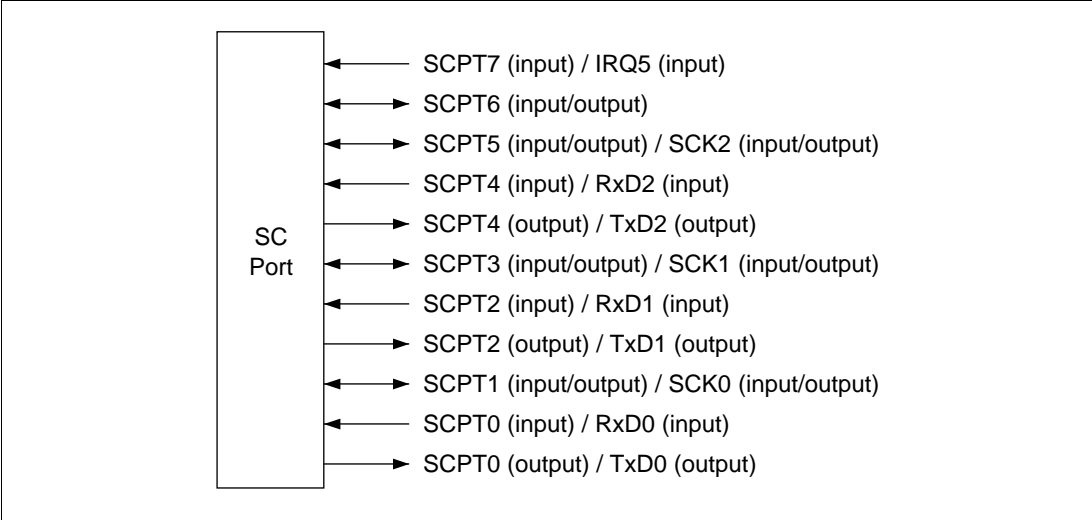 SC
Port
SCPT7 (input) / IRQ5 (input)
SCPT6 (input/output)
SCPT5 (input/output) / SCK2 (input/output)
SCPT4 (input) / RxD2 (input)
SCPT4 (output) / TxD2 (output)
SCPT3 (input/output) / SCK1 (input/output)
SCPT2 (input) / RxD1 (input)
SCPT2 (output) / TxD1 (output)
SCPT1 (input/output) / SCK0 (input/output)
SCPT0 (input) / RxD0 (input)
SCPT0 (output) / TxD0 (output)